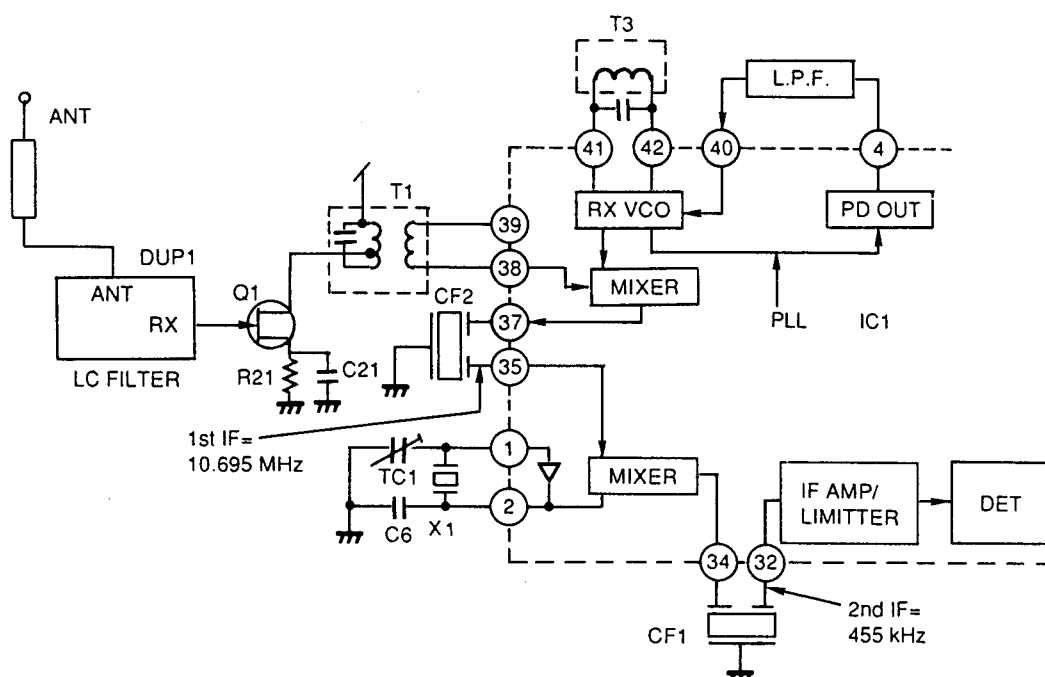 T3
L.P.F.
ANT
41
42
40
4
T1
39
RX VCO
PD OUT
DUP1
38
ANT
Q1
CF2
MIXER
RX
37
PLL
IC1
LC FILTER
R21
C21
35
1st IF=
10.695 MHz
1
TC1
MIXER
IF AMP/
LIMITTER
DET
2
C6
X1
34
32
2nd IF=
455 kHz
CF1